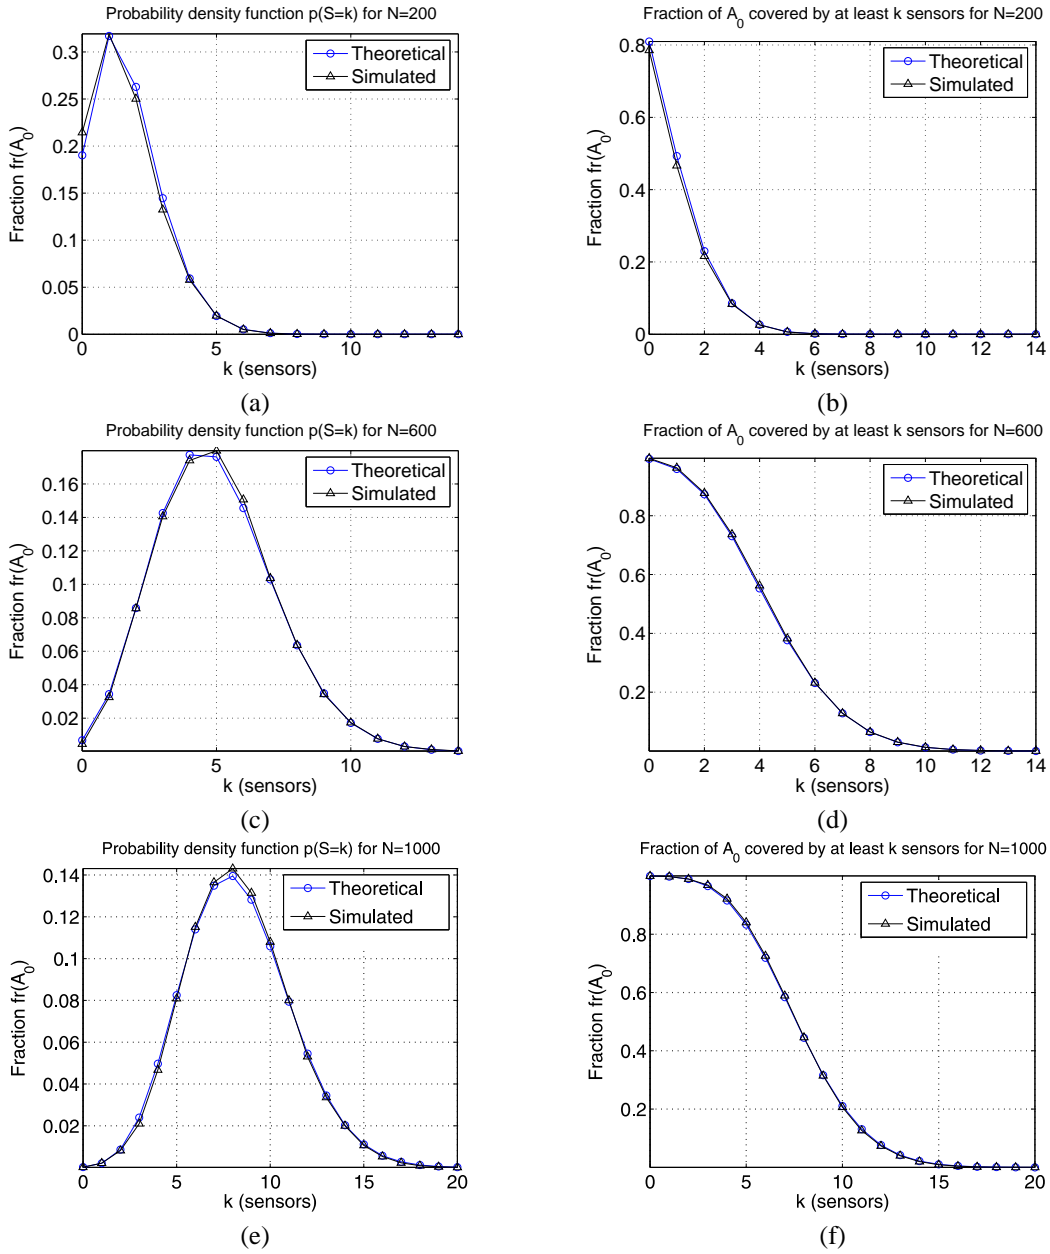 Probability density function p(S=k) for N=200
0.3
0.25
0.2
0.15
0.1
0.05
0
Fraction fr(A_0)
Theoretical
Simulated
0 5 10
k (sensors)
(a)
Fraction of A_0 covered by at least k sensors for N=200
0.8
0.6
0.4
0.2
0
Fraction fr(A_0)
Theoretical
Simulated
0 2 4 6 8 10 12 14
k (sensors)
(b)
Probability density function p(S=k) for N=600
0.16
0.14
0.12
0.1
0.08
0.06
0.04
0.02
Fraction fr(A_0)
Theoretical
Simulated
0 5 10
k (sensors)
(c)
Fraction of A_0 covered by at least k sensors for N=600
0.8
0.6
0.4
0.2
Fraction fr(A_0)
Theoretical
Simulated
0 2 4 6 8 10 12 14
k (sensors)
(d)
Probability density function p(S=k) for N=1000
0.14
0.12
0.1
0.08
0.06
0.04
0.02
Fraction fr(A_0)
Theoretical
Simulated
0 5 10 15 20
k (sensors)
(e)
Fraction of A_0 covered by at least k sensors for N=1000
0.8
0.6
0.4
0.2
Fraction fr(A_0)
Theoretical
Simulated
0 5 10 15 20
k (sensors)
(f)